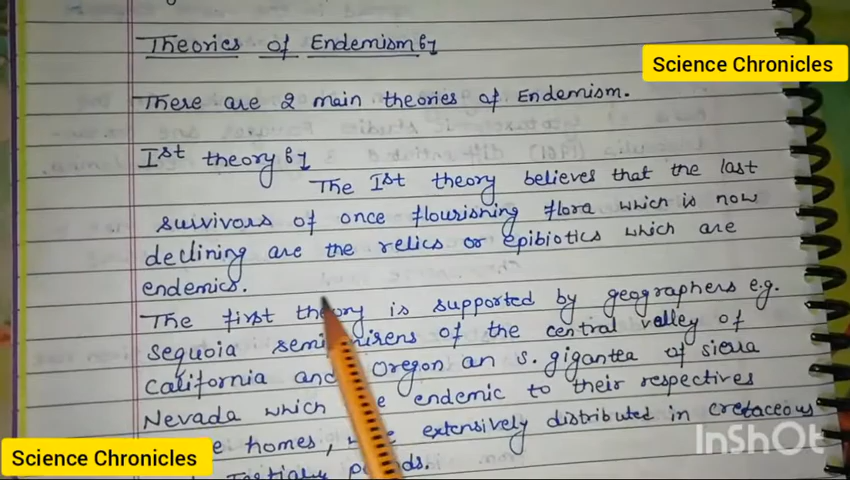 Theories of Endemism
Science Chronicles
There are 2 main theories of Endemism.
Ist theory
The Ist theory believes that the last
survivors of once flourishing flora which is now
declining are the relics or epibiotics which are
endemics.
The first theory is supported by geographers e.g.
Sequoia of the central valley of
California and Oregon an s. gigantea of sierra
Nevada which endemic to their respectives
homes, extensively distributed in cretaceous
InShOt
Science Chronicles